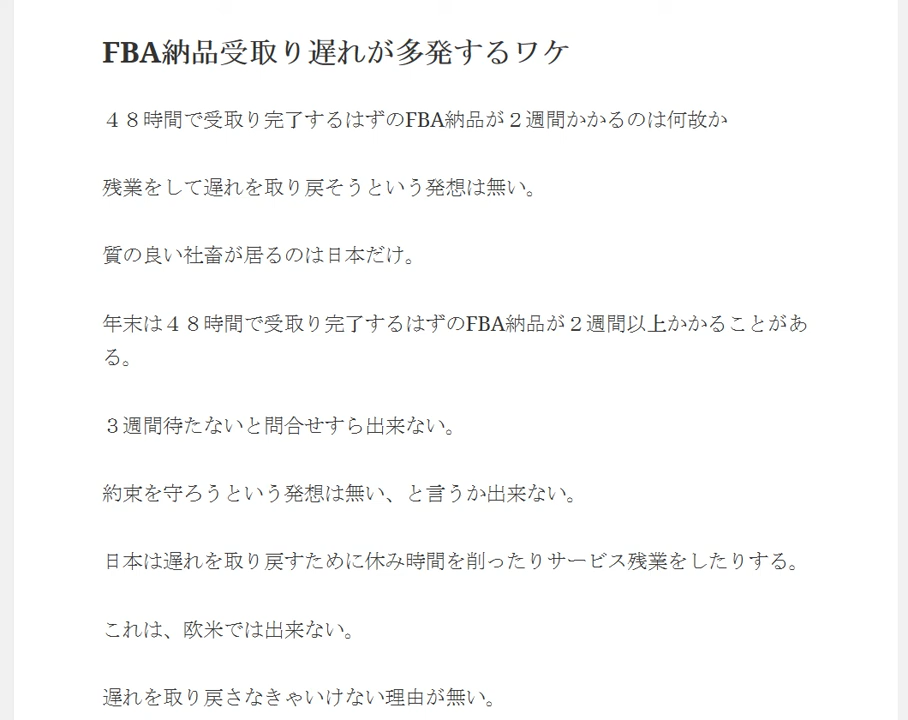 FBA納品受取り遅れが多発するワケ
４８時間で受取り完了するはずのFBA納品が２週間かかるのは何故か
残業をして遅れを取り戻そうという発想は無い。
質の良い社畜が居るのは日本だけ。
年末は４８時間で受取り完了するはずのFBA納品が２週間以上かかることがあ
る。
３週間待たないと問合せすら出来ない。
約束を守ろうという発想は無い、と言うか出来ない。
日本は遅れを取り戻すために休み時間を削ったりサービス残業をしたりする。
これは、欧米では出来ない。
遅れを取り戻さなきゃいけない理由が無い。